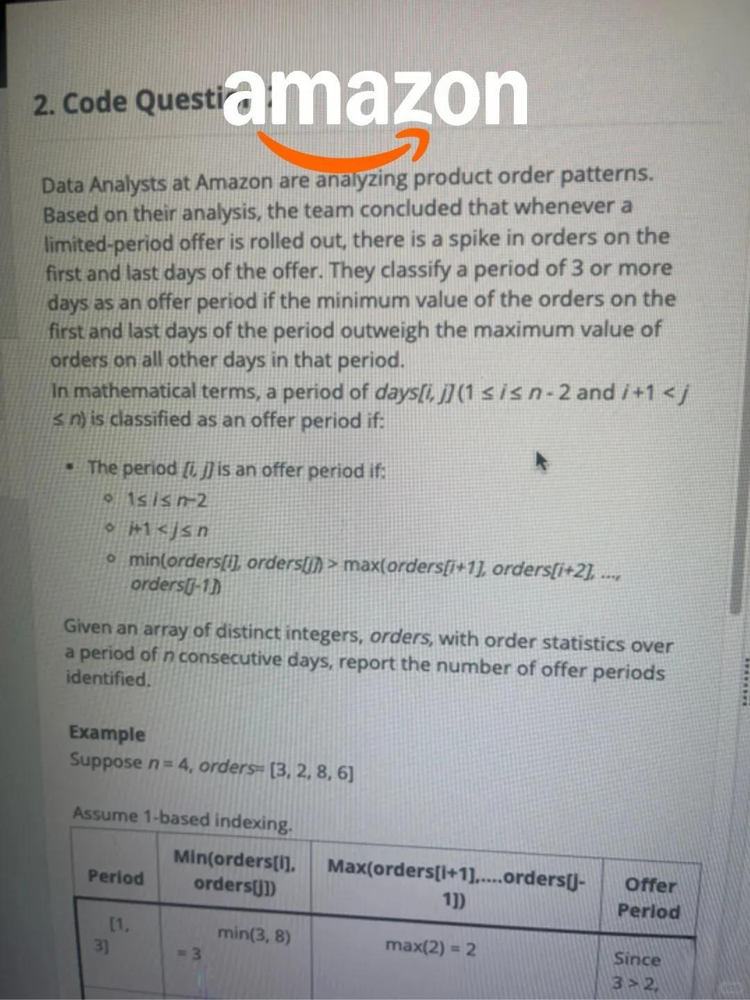 amazon
2. Code Questi
Data Analysts at Amazon are analyzing product order patterns.
Based on their analysis, the team concluded that whenever a
limited-period offer is rolled out, there is a spike in orders on the
first and last days of the offer. They classify a period of 3 or more
days as an offer period if the minimum value of the orders on the
first and last days of the period outweigh the maximum value of
orders on all other days in that period.
In mathematical terms, a period of days[i, j] (1 ≤ i ≤ n - 2 and i +1 < j
≤ n) is classified as an offer period if:
• The period [i, j] is an offer period if:
○ 1≤ i ≤ n-2
○ i+1 < j ≤ n
○ min(orders[i], orders[j]) > max(orders[i+1], orders[i+2], ...,
orders[j-1])
Given an array of distinct integers, orders, with order statistics over
a period of n consecutive days, report the number of offer periods
identified.
Example
Suppose n = 4, orders= [3, 2, 8, 6]
Assume 1-based indexing.
Period
Min(orders[i],
orders[j])
Max(orders[i+1],....orders[j-
1])
Offer
Period
[1,
3]
min(3, 8)
= 3
max(2) = 2
Since
3 > 2,